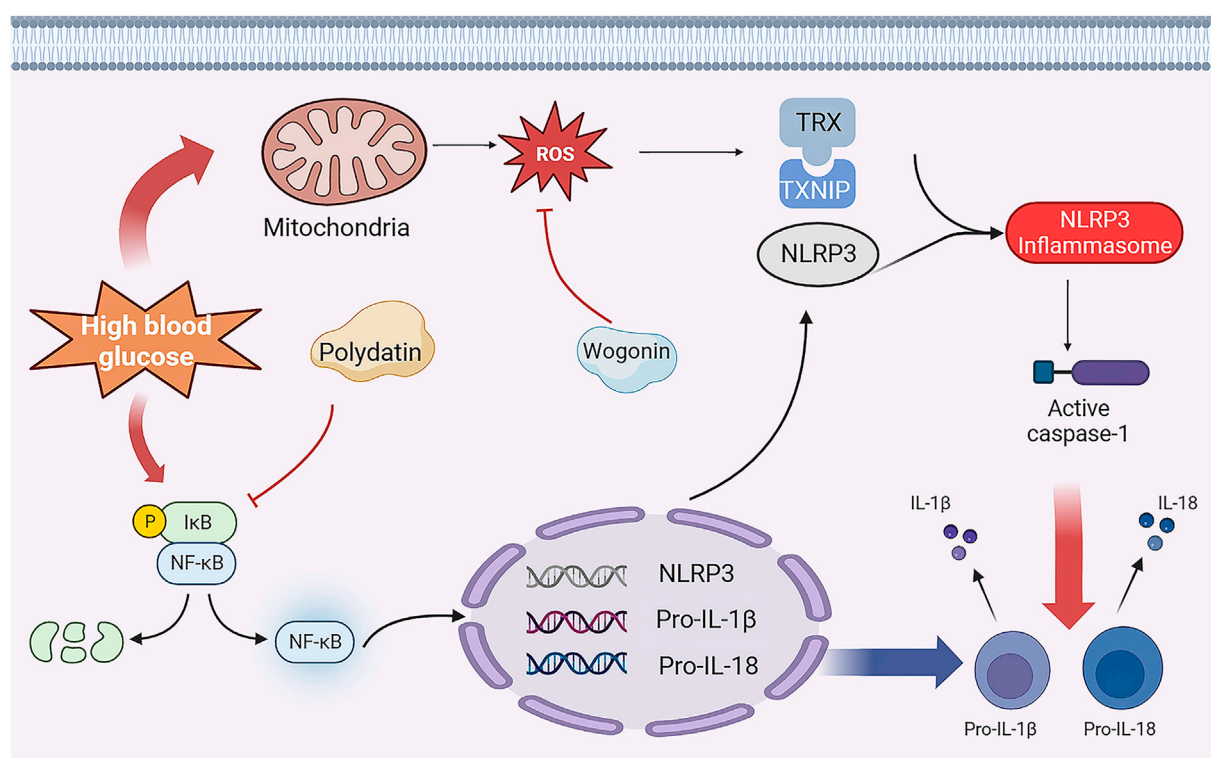 TRX
ROS
TXNIP
Mitochondria
NLRP3
Inflammasome
NLRP3
High blood
glucose
Polydatin
Wogonin
Active
caspase-1
IL-1β
IL-18
P
IκB
NF-κB
NLRP3
Pro-IL-1β
NF-κB
Pro-IL-18
Pro-IL-1β
Pro-IL-18